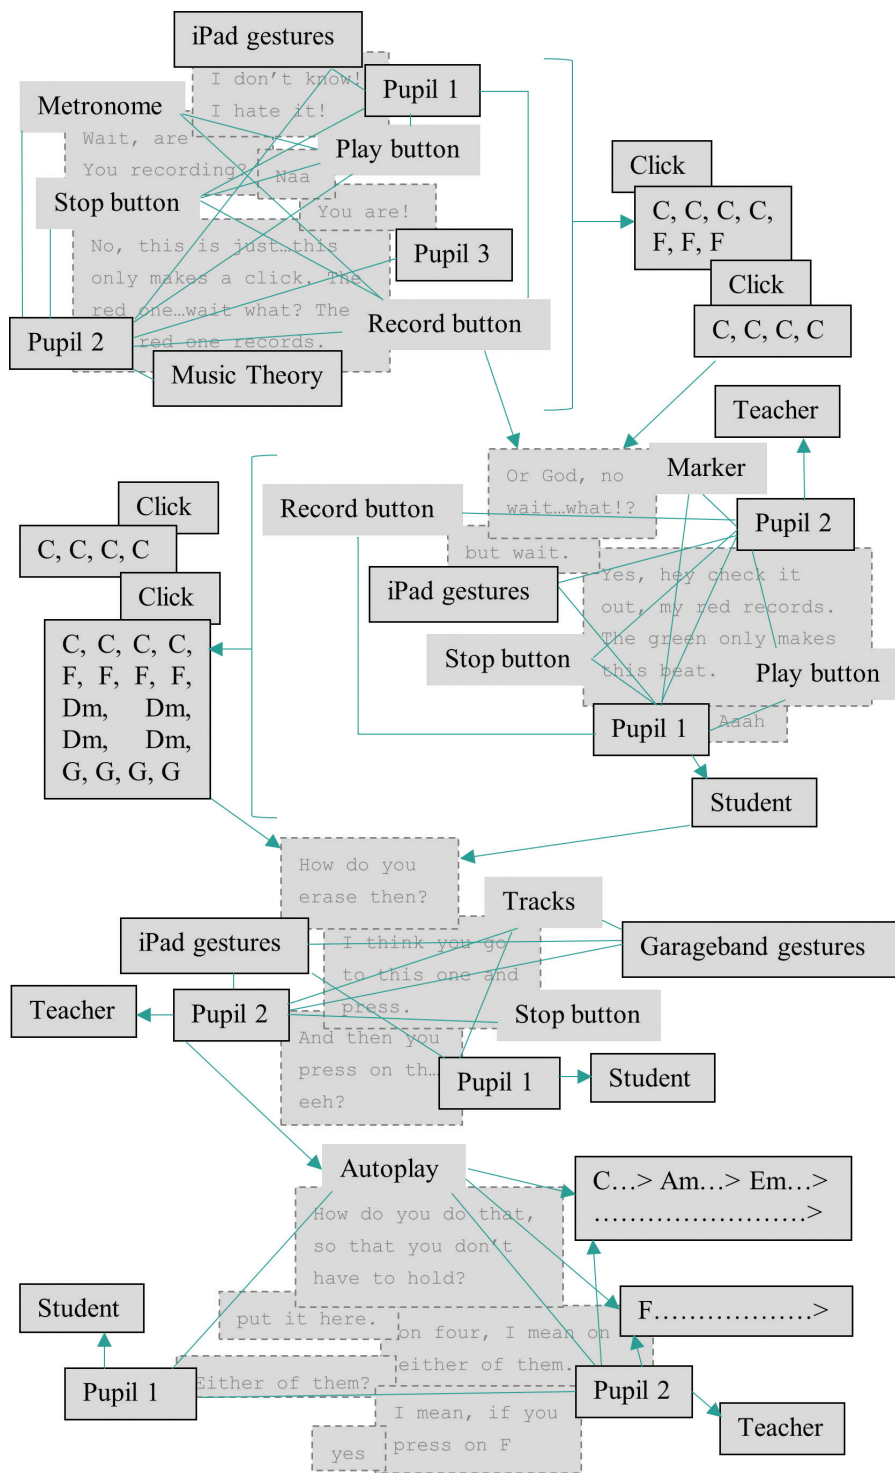 iPad gestures
I don't know!
I hate it!
Pupil 1
Metronome
Wait, are
You recording?
Play button
Naa
Stop button
You are!
No, this is just…this
only makes a click. The
red one…wait what? The
red one records.
Pupil 3
Record button
Pupil 2
Music Theory
Click
C, C, C, C,
F, F, F
Click
C, C, C, C
Teacher
Or God, no
wait…what!?
Marker
Record button
Pupil 2
but wait.
iPad gestures
Yes, hey check it
out, my red records.
The green only makes
this beat.
Stop button
Play button
Pupil 1
Aaah
Student
Click
C, C, C, C
Click
C, C, C, C,
F, F, F, F,
Dm, Dm,
Dm, Dm,
G, G, G, G
How do you
erase then?
Tracks
iPad gestures
Garageband gestures
I think you go
to this one and
press.
Teacher
Pupil 2
Stop button
And then you
press on th…
eeh?
Pupil 1
Student
Autoplay
C…> Am…> Em…>
…………………….>
How do you do that,
so that you don't
have to hold?
Student
put it here.
F……………….>
on four, I mean on
either of them.
Either of them?
Pupil 1
Pupil 2
I mean, if you
press on F
yes
Teacher